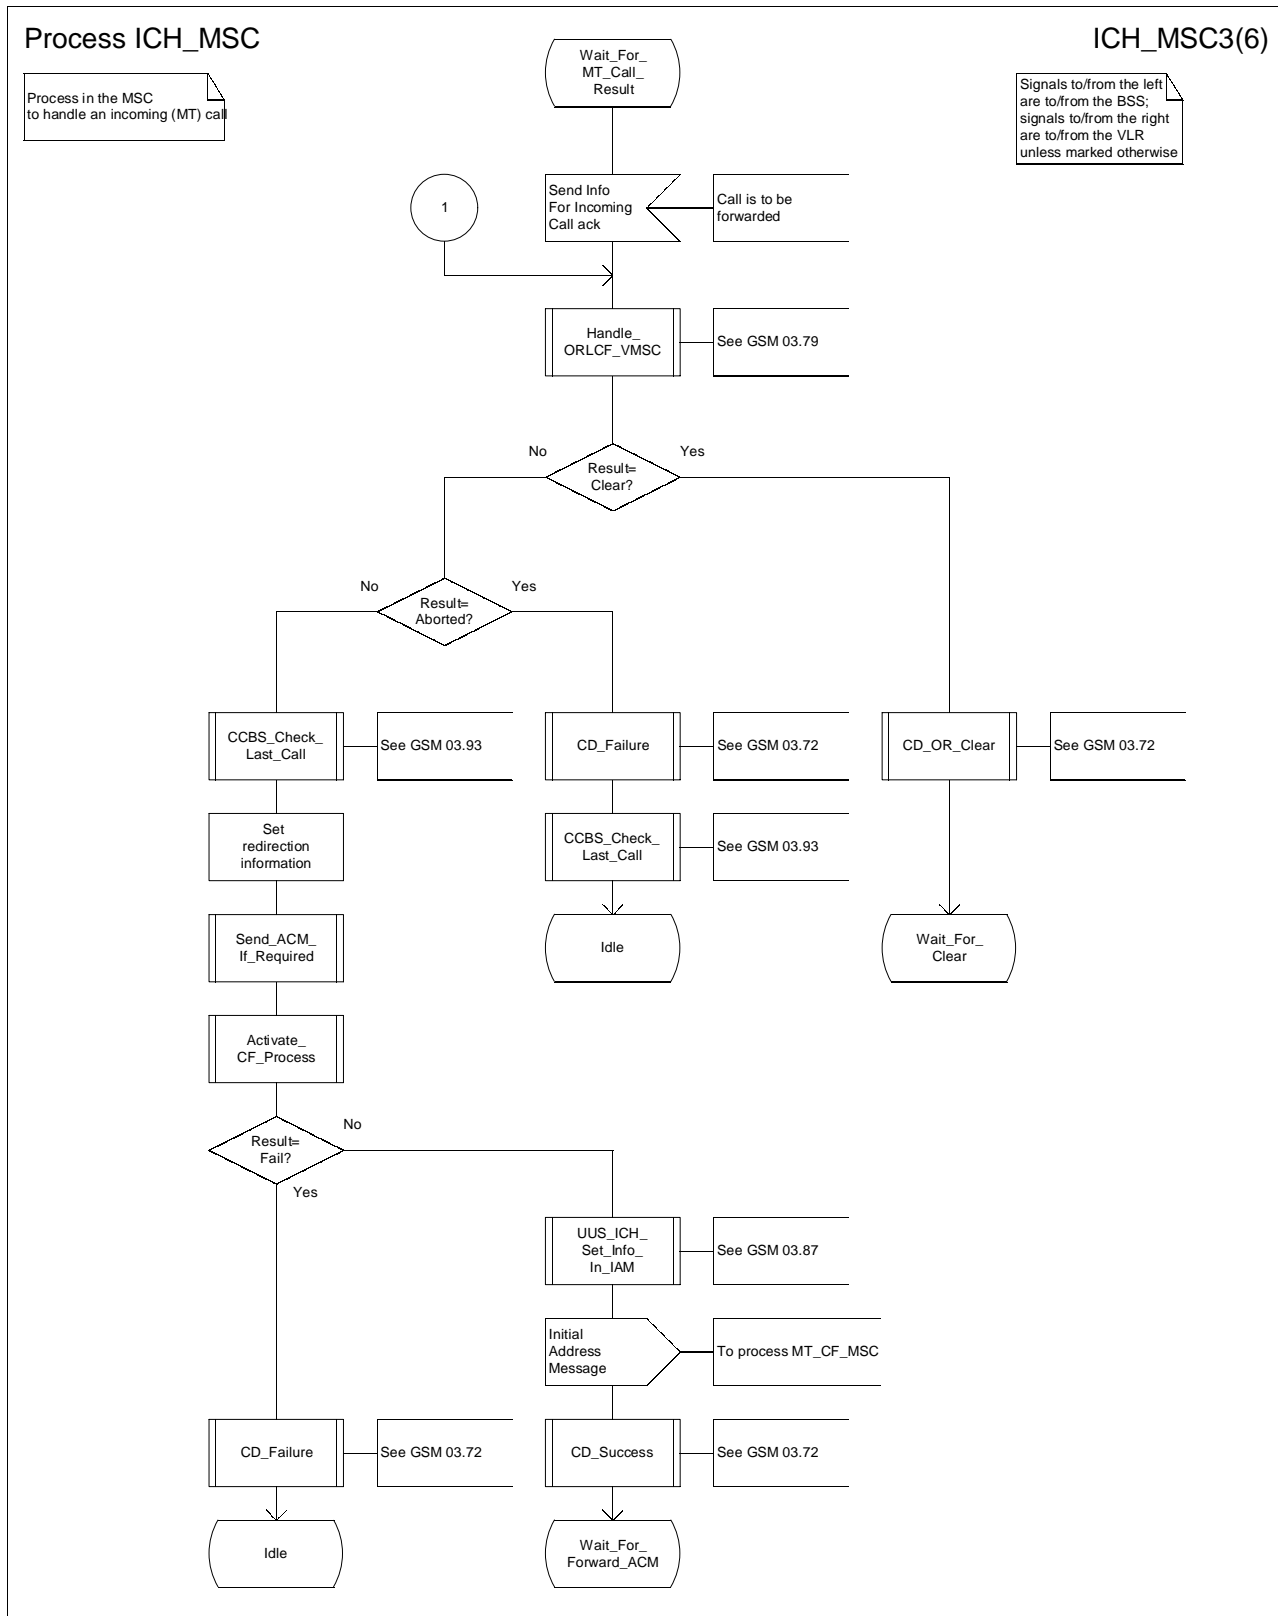 Process ICH_MSC
ICH_MSC3(6)
Process in the MSC
to handle an incoming (MT) call
Wait_For_
MT_Call_
Result
Signals to/from the left
are to/from the BSS;
signals to/from the right
are to/from the VLR
unless marked otherwise
1
Send Info
For Incoming
Call ack
Call is to be
forwarded
Handle_
ORLCF_VMSC
See GSM 03.79
No
Yes
Result=
Clear?
No
Yes
Result=
Aborted?
CCBS_Check_
Last_Call
See GSM 03.93
CD_Failure
See GSM 03.72
CD_OR_Clear
See GSM 03.72
Set
redirection
information
CCBS_Check_
Last_Call
See GSM 03.93
Send_ACM_
If_Required
Idle
Wait_For_
Clear
Activate_
CF_Process
Result=
Fail?
No
Yes
UUS_ICH_
Set_Info_
In_IAM
See GSM 03.87
Initial
Address
Message
To process MT_CF_MSC
CD_Failure
See GSM 03.72
CD_Success
See GSM 03.72
Idle
Wait_For_
Forward_ACM